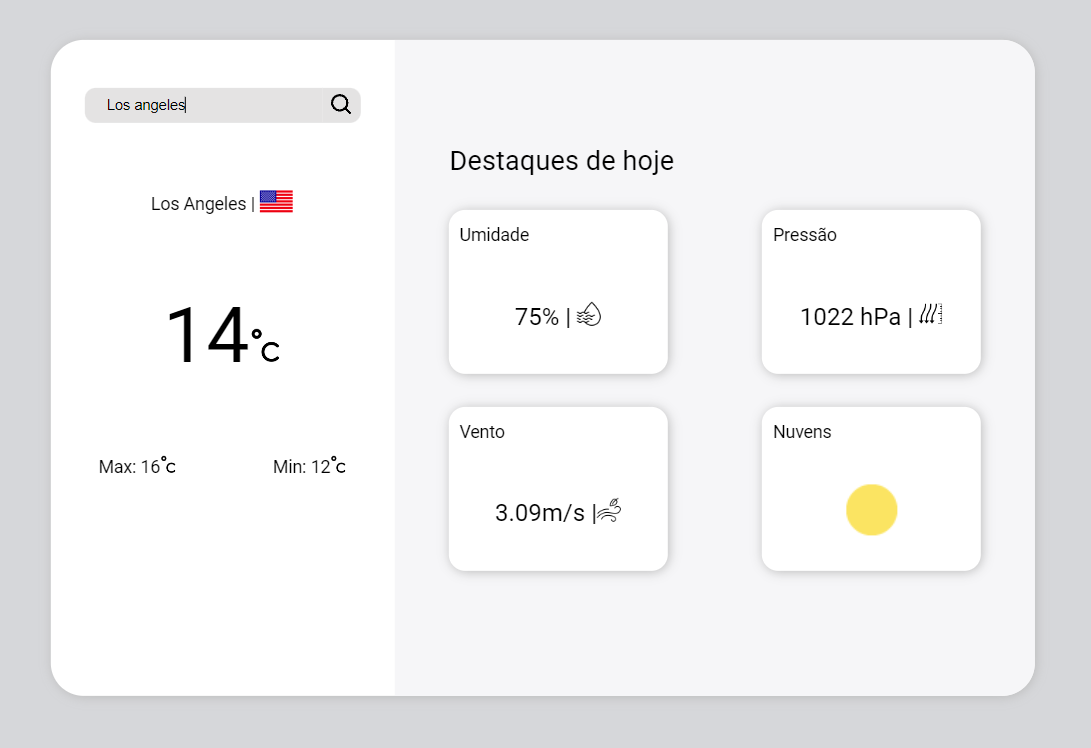 Los angeles
Los Angeles |
14°c
Max: 16°c
Min: 12°c
Destaques de hoje
Umidade
75% |
Pressão
1022 hPa |
Vento
3.09m/s |
Nuvens